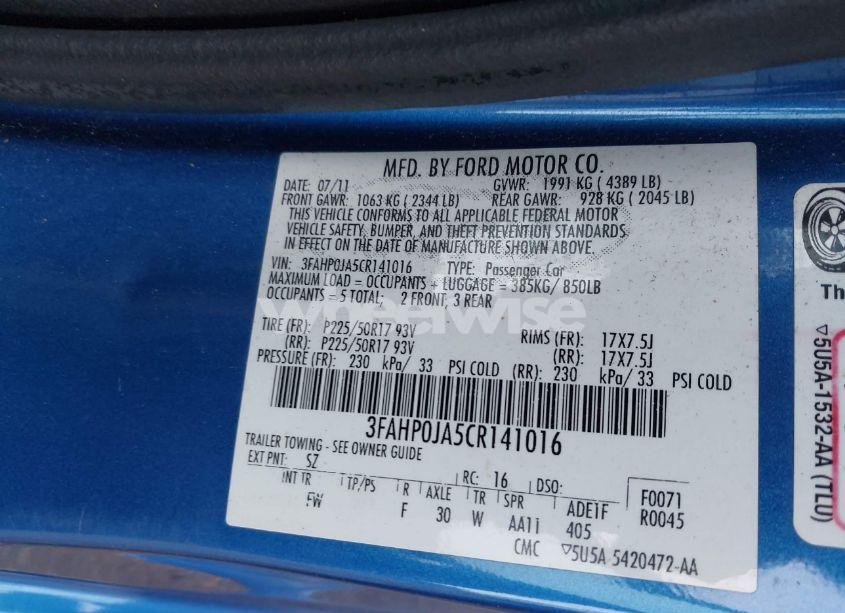 MFD. BY FORD MOTOR CO.
DATE: 07/11 GVWR: 1991 KG ( 4389 LB)
FRONT GAWR: 1063 KG ( 2344 LB) REAR GAWR: 928 KG ( 2045 LB)
THIS VEHICLE CONFORMS TO ALL APPLICABLE FEDERAL MOTOR
VEHICLE SAFETY, BUMPER, AND THEFT PREVENTION STANDARDS
IN EFFECT ON THE DATE OF MANUFACTURE SHOWN ABOVE.
VIN: 3FAHP0JA5CR141016 TYPE: Passenger Car
MAXIMUM LOAD = OCCUPANTS + LUGGAGE = 385KG/ 850LB
OCCUPANTS = 5 TOTAL; 2 FRONT, 3 REAR
wheelwise
TIRE (FR): P225/50R17 93V RIMS (FR): 17X7.5J
(RR): P225/50R17 93V (RR): 17X7.5J
PRESSURE (FR): 230 kPa/ 33 PSI COLD (RR): 230 kPa/ 33 PSI COLD
3FAHP0JA5CR141016
TRAILER TOWING - SEE OWNER GUIDE
EXT PNT: SZ RC: 16 DSO: F0071
INT TR TP/PS R AXLE TR SPR ADE1F R0045
FW F 30 W AA11 405
CMC ▽5U5A 5420472-AA
Th
▽5U5A-1532-AA (TLU)